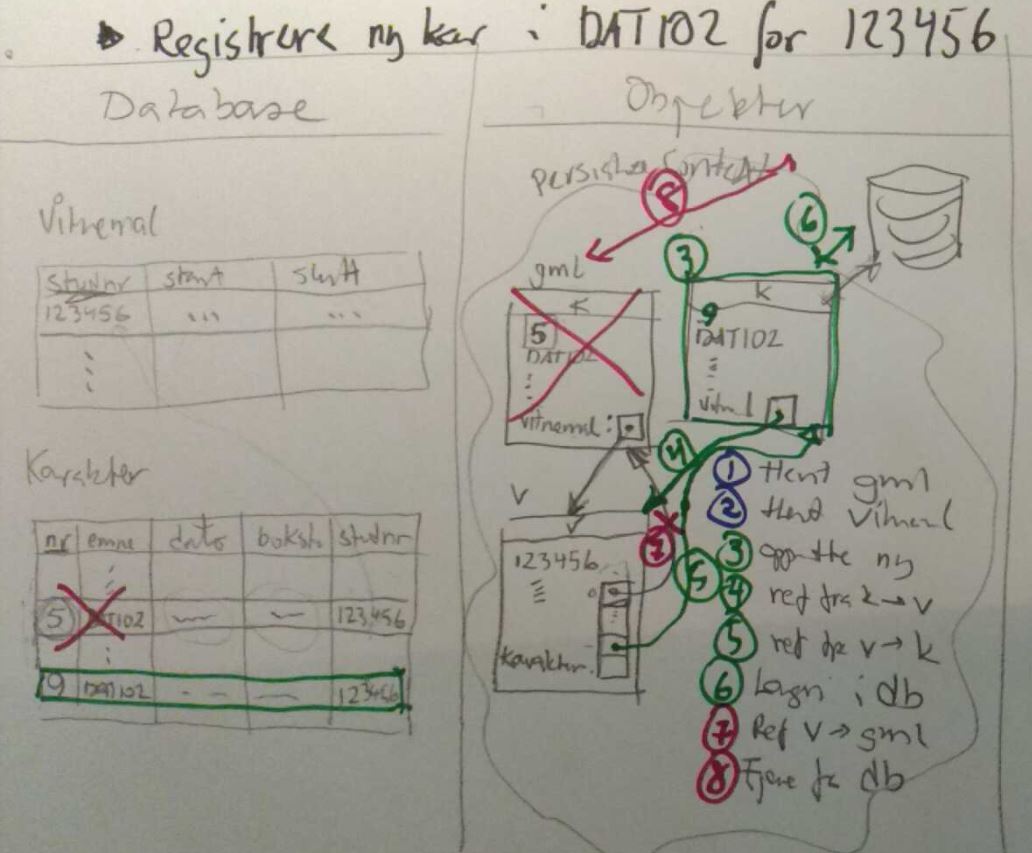 Registrere ny kar i DAT102 for 123456
Database
Objekter
Vitnemal
studnr start slutt
123456 ... ...
Karakter
nr emne dato bokst studnr
5 DAT102 123456
9 DAT102 123456
persistence context
8
6
3
gml
K
5
DAT102
vitnemal:
K
9
DAT102
vitn
4
V
123456
Karakter
7
5
1 Hent gml
2 Hent vitnemal
3 opprette ny
4 ref fra k→v
5 ref fra v→k
6 Lagre i db
7 Ref V→gml
8 Fjerne fra db